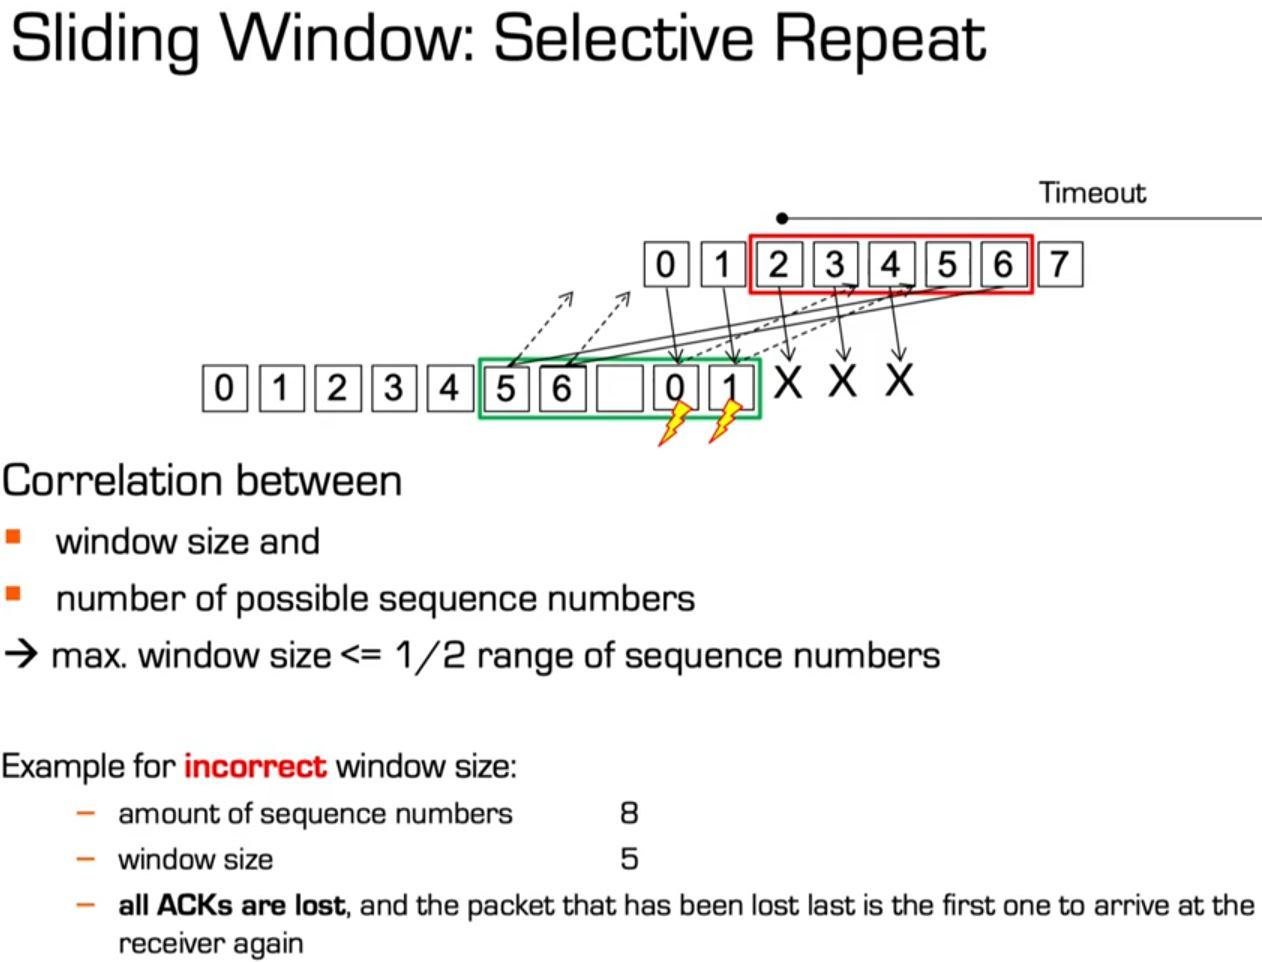 Sliding Window: Selective Repeat
Timeout
0 1 2 3 4 5 6 7
0 1 2 3 4 5 6 0 1 X X X
Correlation between
▪ window size and
▪ number of possible sequence numbers
→ max. window size <= 1/2 range of sequence numbers
Example for incorrect window size:
– amount of sequence numbers 8
– window size 5
– all ACKs are lost, and the packet that has been lost last is the first one to arrive at the
receiver again